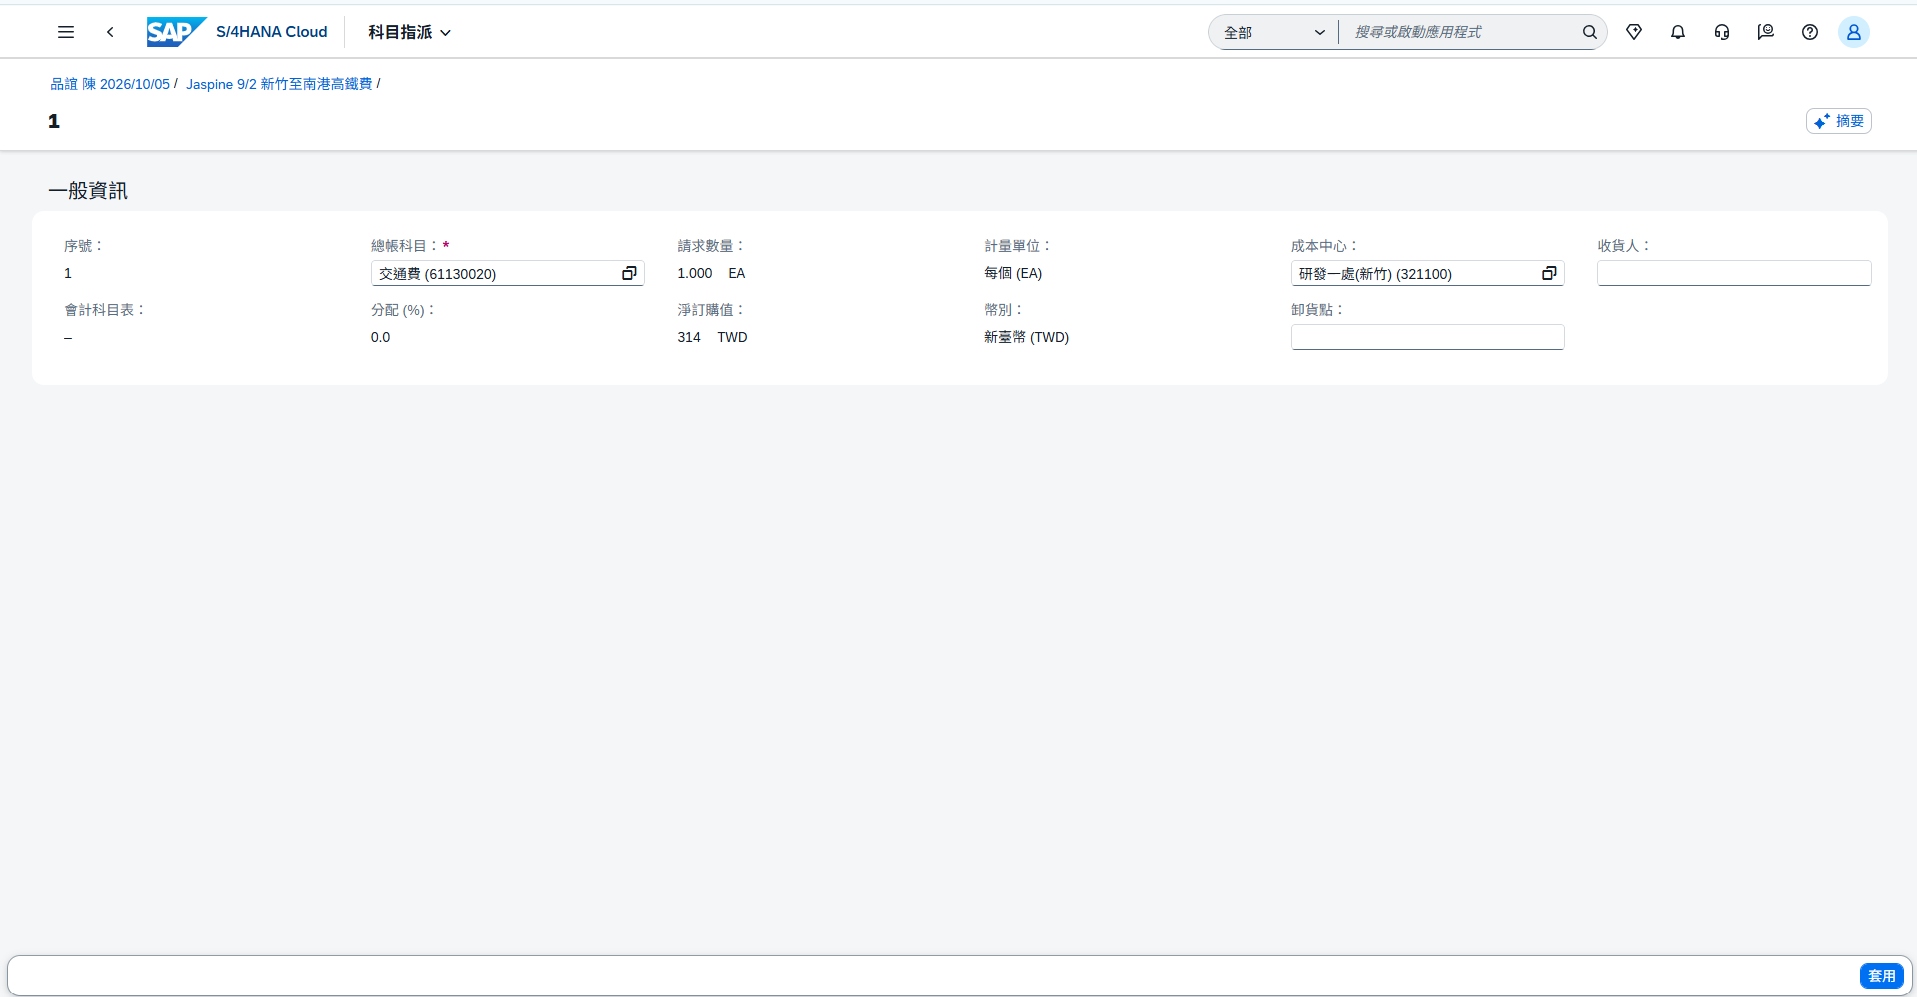 SAP S/4HANA Cloud 科目指派 全部 搜尋或啟動應用程式
品誼 陳 2026/10/05 / Jaspine 9/2 新竹至南港高鐵費 /
1 摘要
一般資訊
序號： 總帳科目：* 請求數量： 計量單位： 成本中心： 收貨人：
1 交通費 (61130020) 1.000 EA 每個 (EA) 研發一處(新竹) (321100)
會計科目表： 分配 (%)： 淨訂購值： 幣別： 卸貨點：
– 0.0 314 TWD 新臺幣 (TWD)
套用